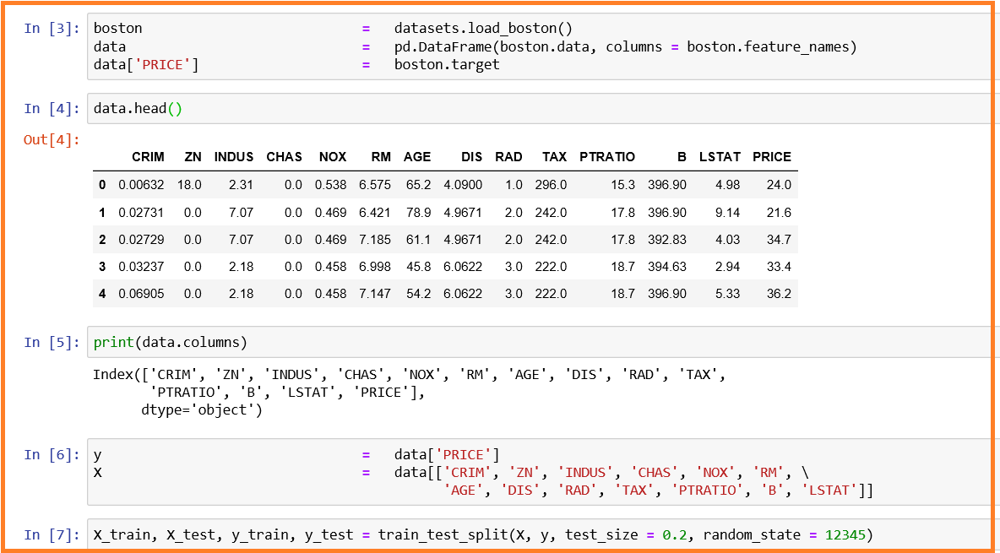 In [3]: boston = datasets.load_boston()
data = pd.DataFrame(boston.data, columns = boston.feature_names)
data['PRICE'] = boston.target
In [4]: data.head()
Out[4]:
CRIM ZN INDUS CHAS NOX RM AGE DIS RAD TAX PTRATIO B LSTAT PRICE
0 0.00632 18.0 2.31 0.0 0.538 6.575 65.2 4.0900 1.0 296.0 15.3 396.90 4.98 24.0
1 0.02731 0.0 7.07 0.0 0.469 6.421 78.9 4.9671 2.0 242.0 17.8 396.90 9.14 21.6
2 0.02729 0.0 7.07 0.0 0.469 7.185 61.1 4.9671 2.0 242.0 17.8 392.83 4.03 34.7
3 0.03237 0.0 2.18 0.0 0.458 6.998 45.8 6.0622 3.0 222.0 18.7 394.63 2.94 33.4
4 0.06905 0.0 2.18 0.0 0.458 7.147 54.2 6.0622 3.0 222.0 18.7 396.90 5.33 36.2
In [5]: print(data.columns)
Index(['CRIM', 'ZN', 'INDUS', 'CHAS', 'NOX', 'RM', 'AGE', 'DIS', 'RAD', 'TAX',
'PTRATIO', 'B', 'LSTAT', 'PRICE'],
dtype='object')
In [6]: y = data['PRICE']
X = data[['CRIM', 'ZN', 'INDUS', 'CHAS', 'NOX', 'RM', \
'AGE', 'DIS', 'RAD', 'TAX', 'PTRATIO', 'B', 'LSTAT']]
In [7]: X_train, X_test, y_train, y_test = train_test_split(X, y, test_size = 0.2, random_state = 12345)